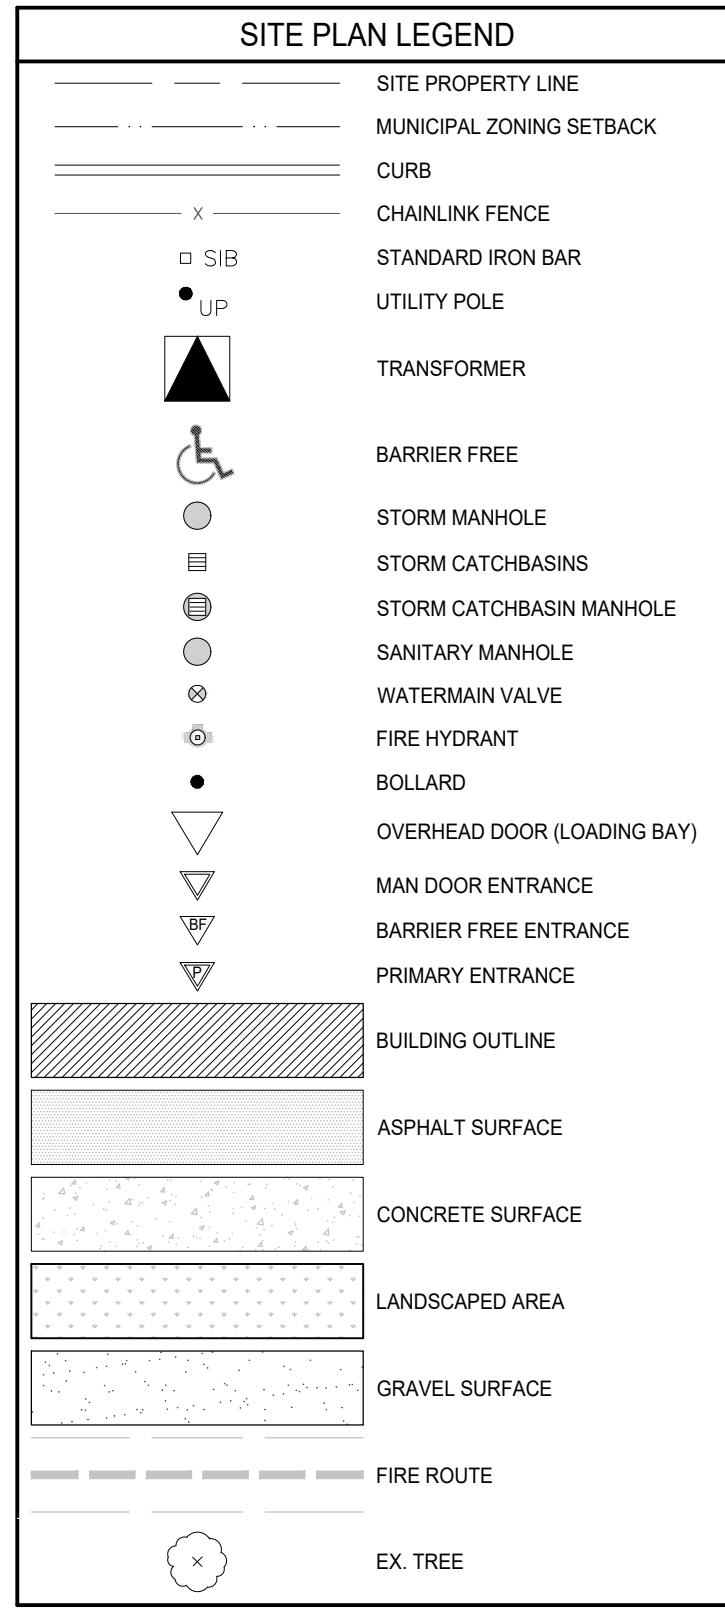 SITE PLAN LEGEND
SITE PROPERTY LINE
MUNICIPAL ZONING SETBACK
CURB
X CHAINLINK FENCE
SIB STANDARD IRON BAR
UP UTILITY POLE
TRANSFORMER
BARRIER FREE
STORM MANHOLE
STORM CATCHBASINS
STORM CATCHBASIN MANHOLE
SANITARY MANHOLE
WATERMAIN VALVE
FIRE HYDRANT
BOLLARD
OVERHEAD DOOR (LOADING BAY)
MAN DOOR ENTRANCE
BF BARRIER FREE ENTRANCE
P PRIMARY ENTRANCE
BUILDING OUTLINE
ASPHALT SURFACE
CONCRETE SURFACE
LANDSCAPED AREA
GRAVEL SURFACE
FIRE ROUTE
EX. TREE